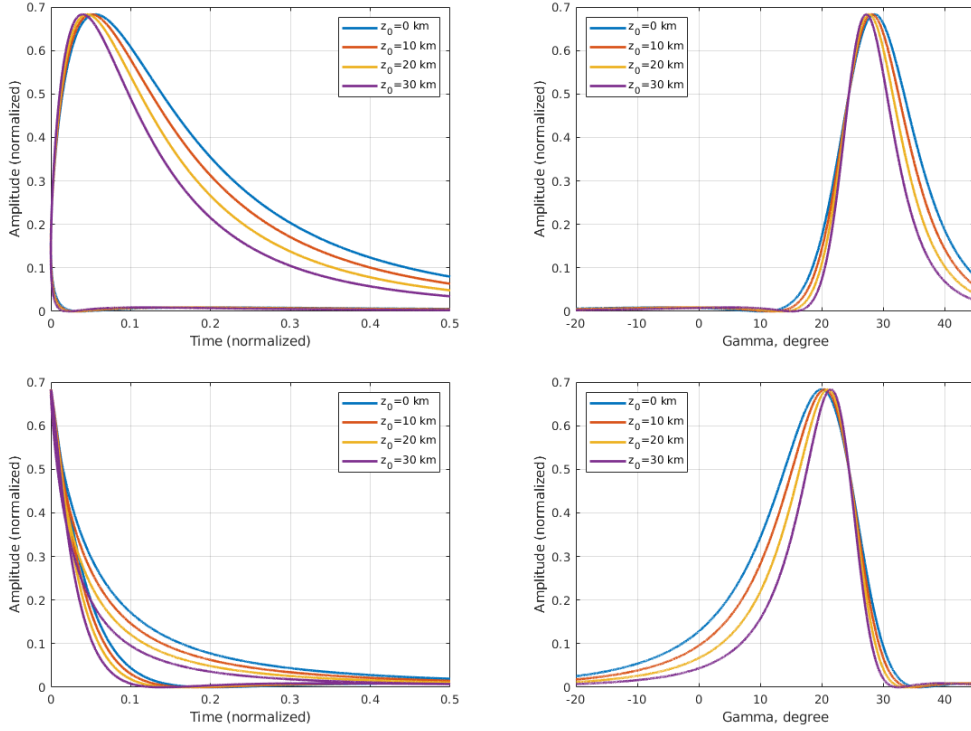 0.7
0.6
0.5
0.4
0.3
0.2
0.1
0
0 0.1 0.2 0.3 0.4 0.5
Amplitude (normalized)
Time (normalized)
z0=0 km
z0=10 km
z0=20 km
z0=30 km
0.7
0.6
0.5
0.4
0.3
0.2
0.1
0
-20 -10 0 10 20 30 40
Amplitude (normalized)
Gamma, degree
z0=0 km
z0=10 km
z0=20 km
z0=30 km
0.7
0.6
0.5
0.4
0.3
0.2
0.1
0
0 0.1 0.2 0.3 0.4 0.5
Amplitude (normalized)
Time (normalized)
z0=0 km
z0=10 km
z0=20 km
z0=30 km
0.7
0.6
0.5
0.4
0.3
0.2
0.1
0
-20 -10 0 10 20 30 40
Amplitude (normalized)
Gamma, degree
z0=0 km
z0=10 km
z0=20 km
z0=30 km